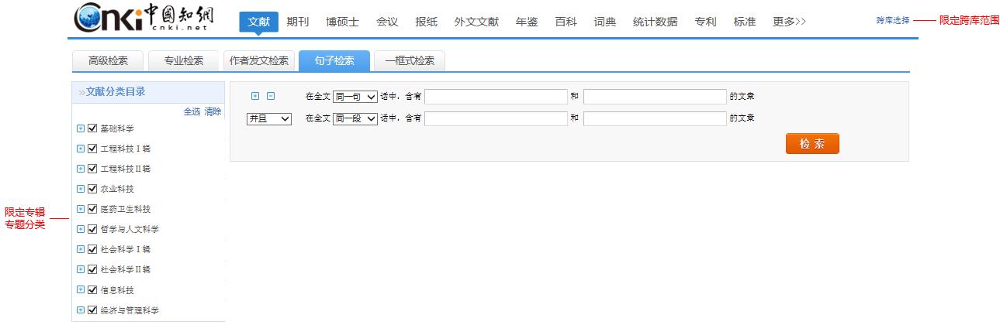 cnki 中國知網
cnki.net
文献 期刊 博硕士 会议 报纸 外文文献 年鉴 百科 词典 统计数据 专利 标准 更多>>
跨库选择
限定跨库范围
高级检索 专业检索 作者发文检索 句子检索 一框式检索
»文献分类目录
全选 清除
基础科学
工程科技Ⅰ辑
工程科技Ⅱ辑
农业科技
医药卫生科技
哲学与人文科学
社会科学Ⅰ辑
社会科学Ⅱ辑
信息科技
经济与管理科学
限定专辑
专题分类
在全文 同一句 话中，含有 和 的文章
并且 在全文 同一段 话中，含有 和 的文章
检索